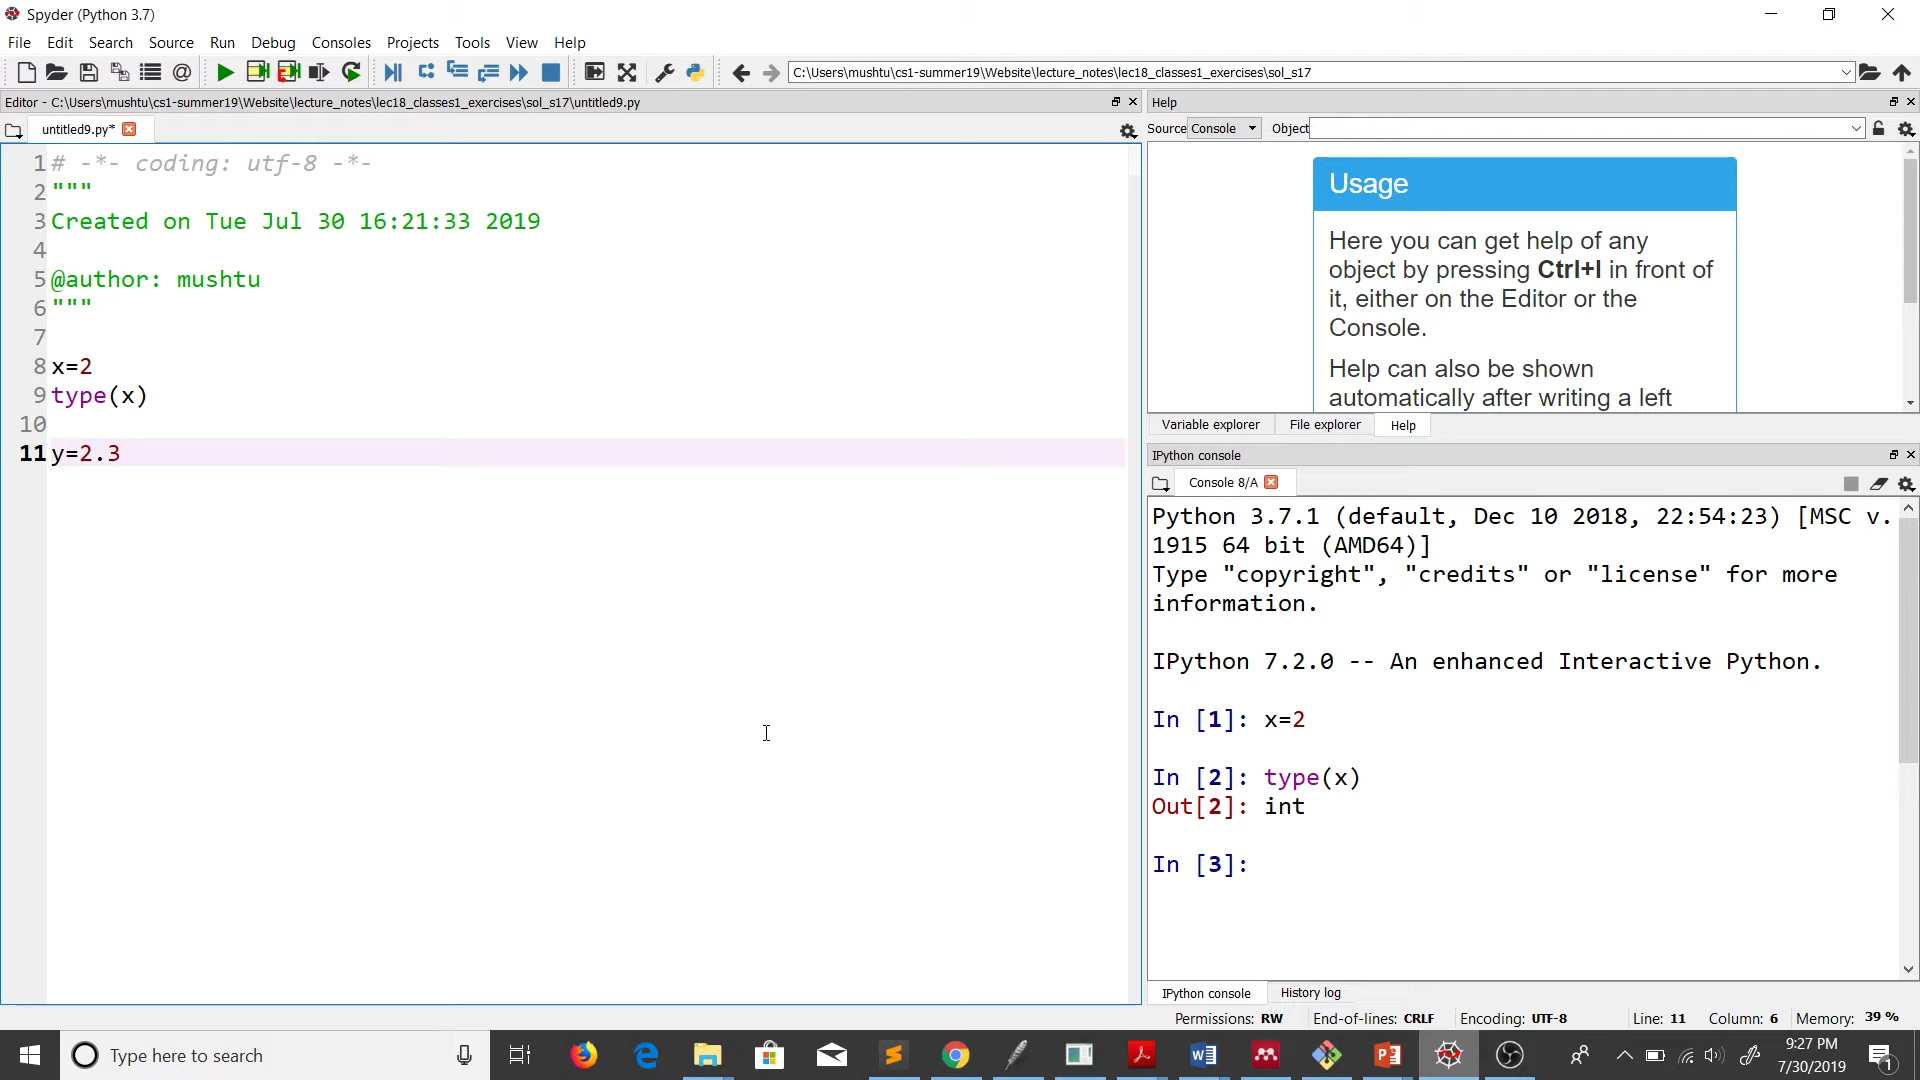 Spyder (Python 3.7)
File Edit Search Source Run Debug Consoles Projects Tools View Help
C:\Users\mushtu\cs1-summer19\Website\lecture_notes\lec18_classes1_exercises\sol_s17
Editor - C:\Users\mushtu\cs1-summer19\Website\lecture_notes\lec18_classes1_exercises\sol_s17\untitled9.py
untitled9.py*
1 # -*- coding: utf-8 -*-
2 """
3 Created on Tue Jul 30 16:21:33 2019
4
5 @author: mushtu
6 """
7
8 x=2
9 type(x)
10
11 y=2.3
Help
Source Console Object
Usage
Here you can get help of any
object by pressing Ctrl+I in front of
it, either on the Editor or the
Console.
Help can also be shown
automatically after writing a left
Variable explorer File explorer Help
IPython console
Console 8/A
Python 3.7.1 (default, Dec 10 2018, 22:54:23) [MSC v.
1915 64 bit (AMD64)]
Type "copyright", "credits" or "license" for more
information.
IPython 7.2.0 -- An enhanced Interactive Python.
In [1]: x=2
In [2]: type(x)
Out[2]: int
In [3]:
IPython console History log
Permissions: RW End-of-lines: CRLF Encoding: UTF-8 Line: 11 Column: 6 Memory: 39 %
Type here to search
9:27 PM
7/30/2019
1